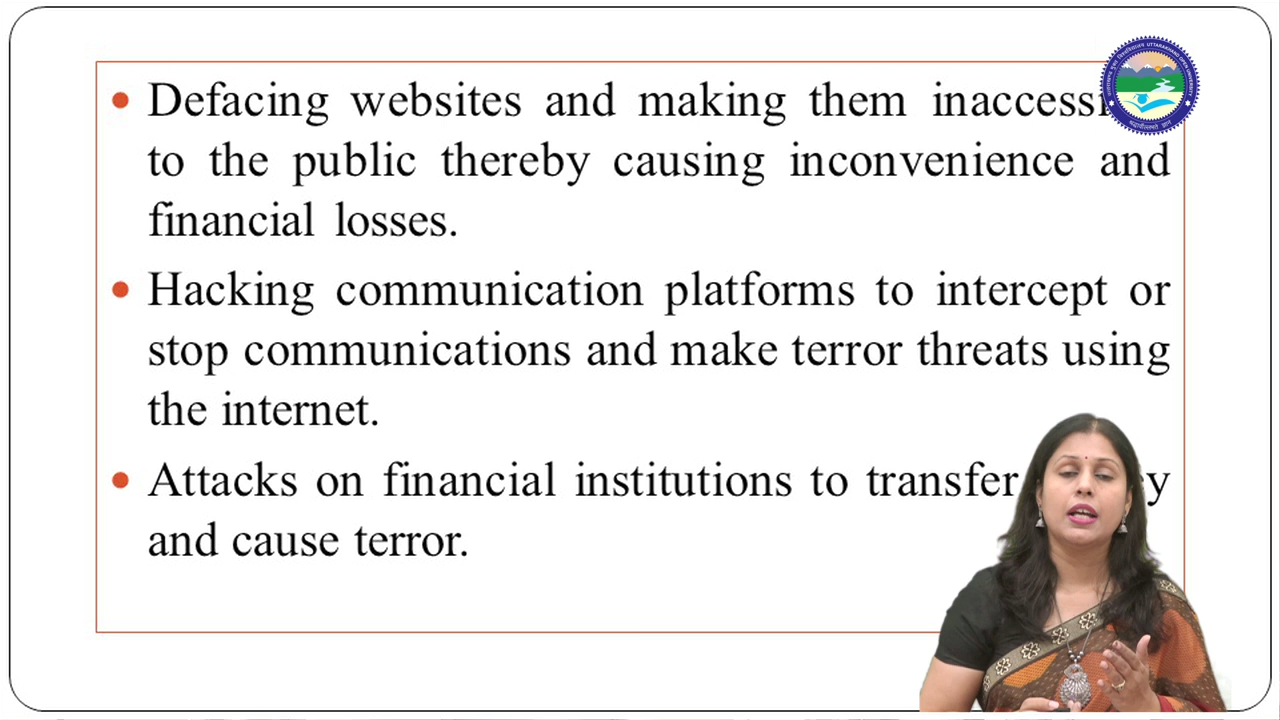 Defacing websites and making them
to the public thereby causing inconvenience and
financial losses.
Hacking communication platforms to intercept or
stop communications and make terror threats using
the internet.
Attacks on financial institutions to transfer
and cause terror.